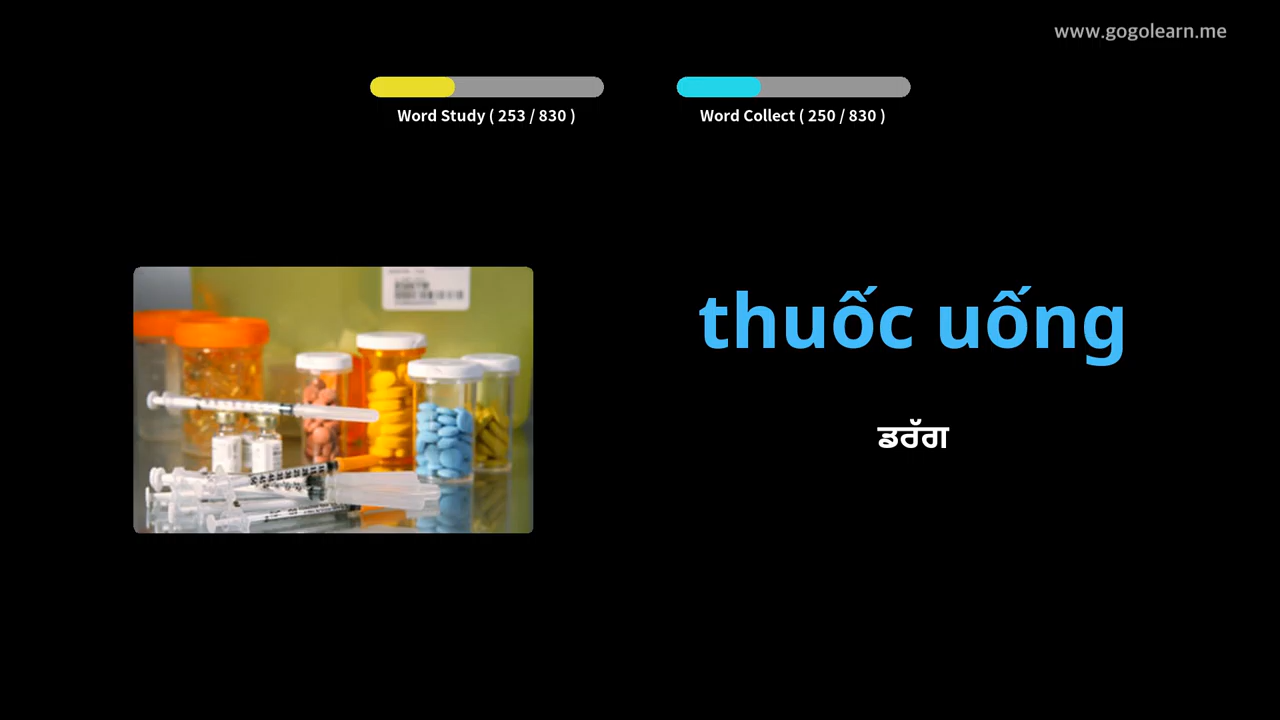 www.gogolearn.me
Word Study ( 253 / 830 )
Word Collect ( 250 / 830 )
thuốc uống
ਡਰੱਗ